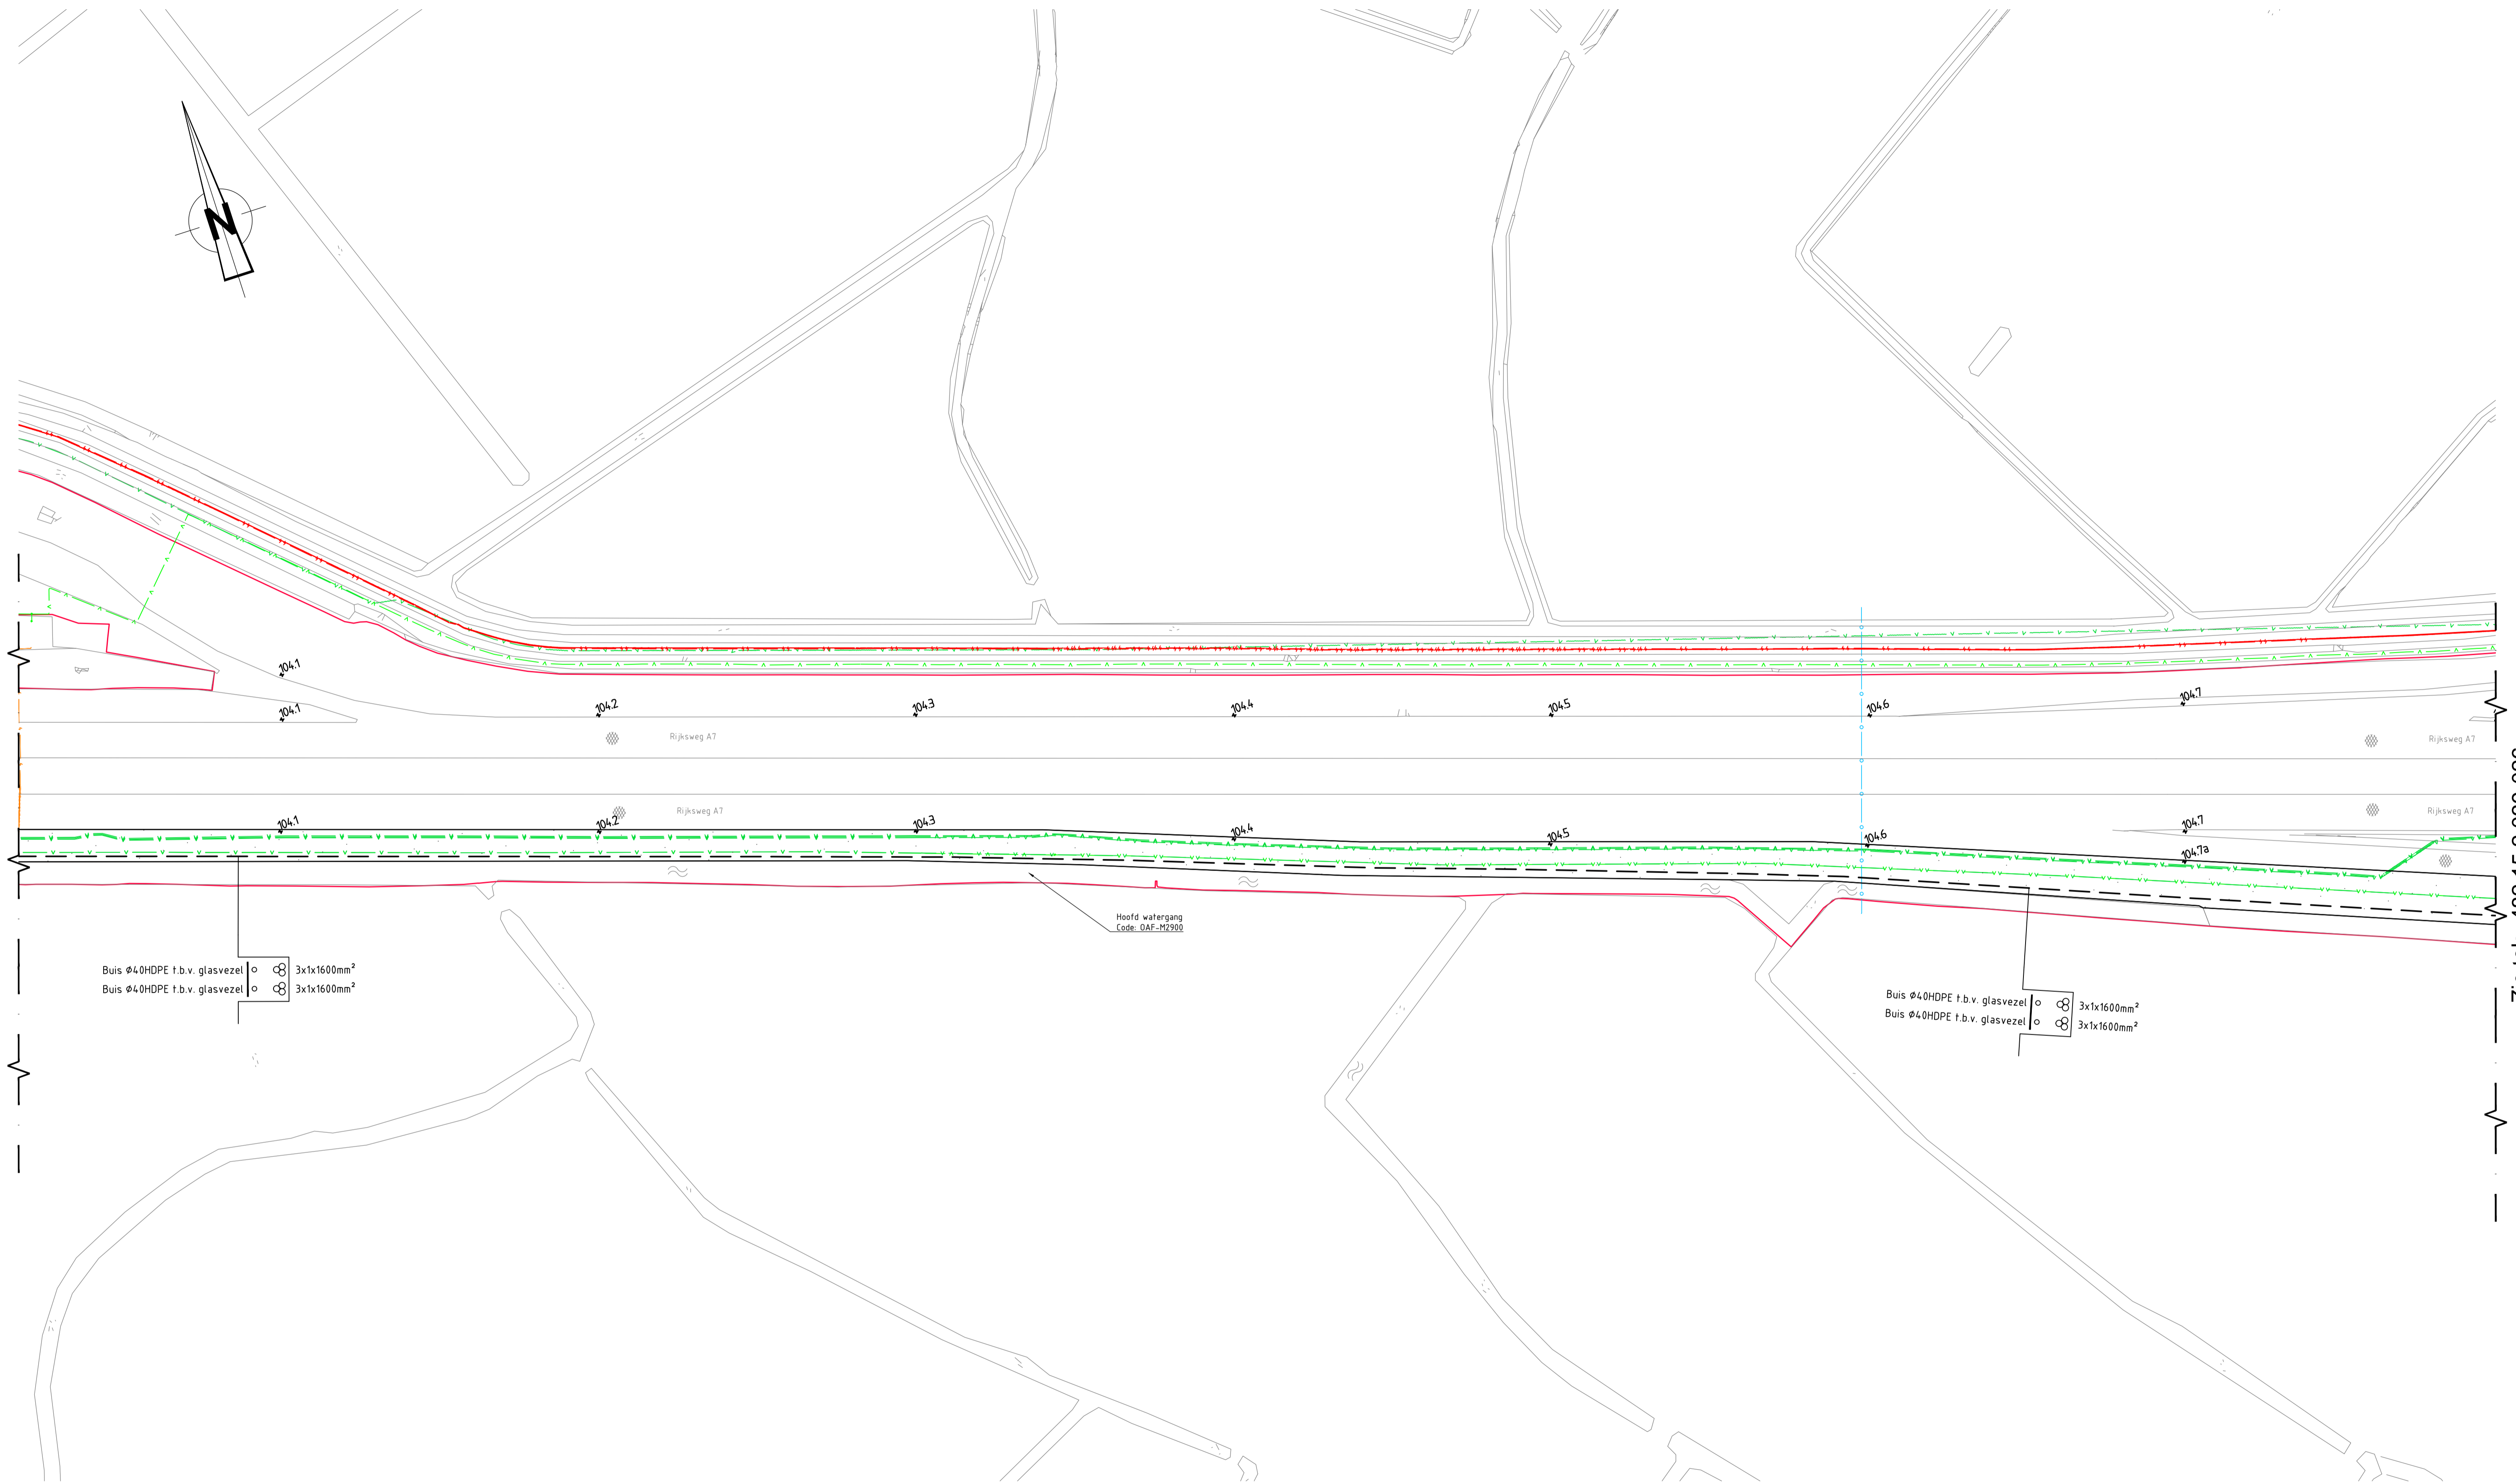 N
104.1
104.1
104.2
104.3
104.4
104.5
104.6
104.7
Rijksweg A7
Rijksweg A7
Rijksweg A7
Rijksweg A7
104.1
104.2
104.3
104.4
104.5
104.6
104.7
104.7a
Hoofd watergang
Code: OAF-M2900
Buis Ø40HDPE t.b.v. glasvezel
3x1x1600mm²
Buis Ø40HDPE t.b.v. glasvezel
3x1x1600mm²
Buis Ø40HDPE t.b.v. glasvezel
3x1x1600mm²
Buis Ø40HDPE t.b.v. glasvezel
3x1x1600mm²